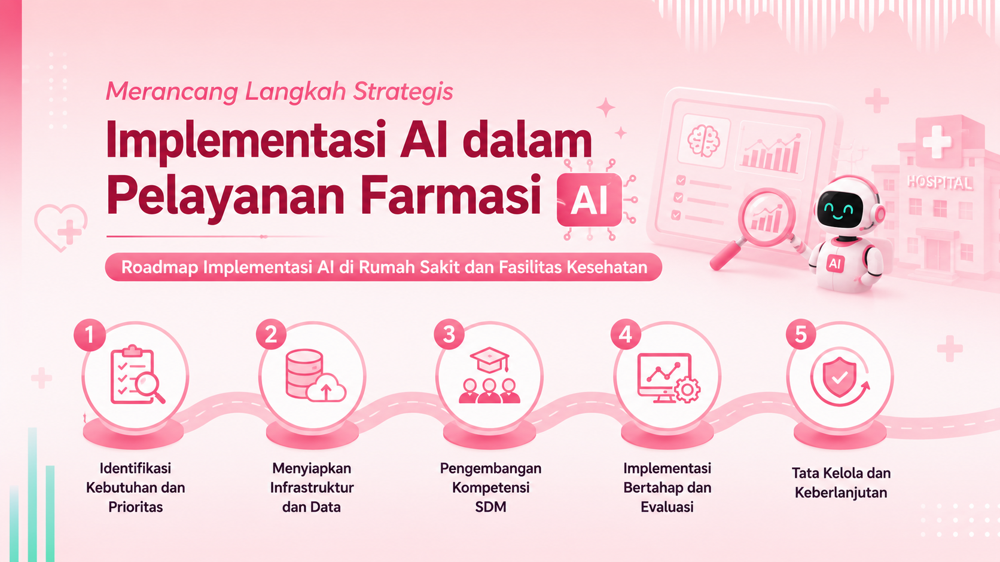 Merancang Langkah Strategis
Implementasi AI dalam
Pelayanan Farmasi
AI
Roadmap Implementasi AI di Rumah Sakit dan Fasilitas Kesehatan
HOSPITAL
AI
1
Identifikasi
Kebutuhan dan
Prioritas
2
Menyiapkan
Infrastruktur
dan Data
3
Pengembangan
Kompetensi
SDM
4
Implementasi
Bertahap dan
Evaluasi
5
Tata Kelola dan
Keberlanjutan